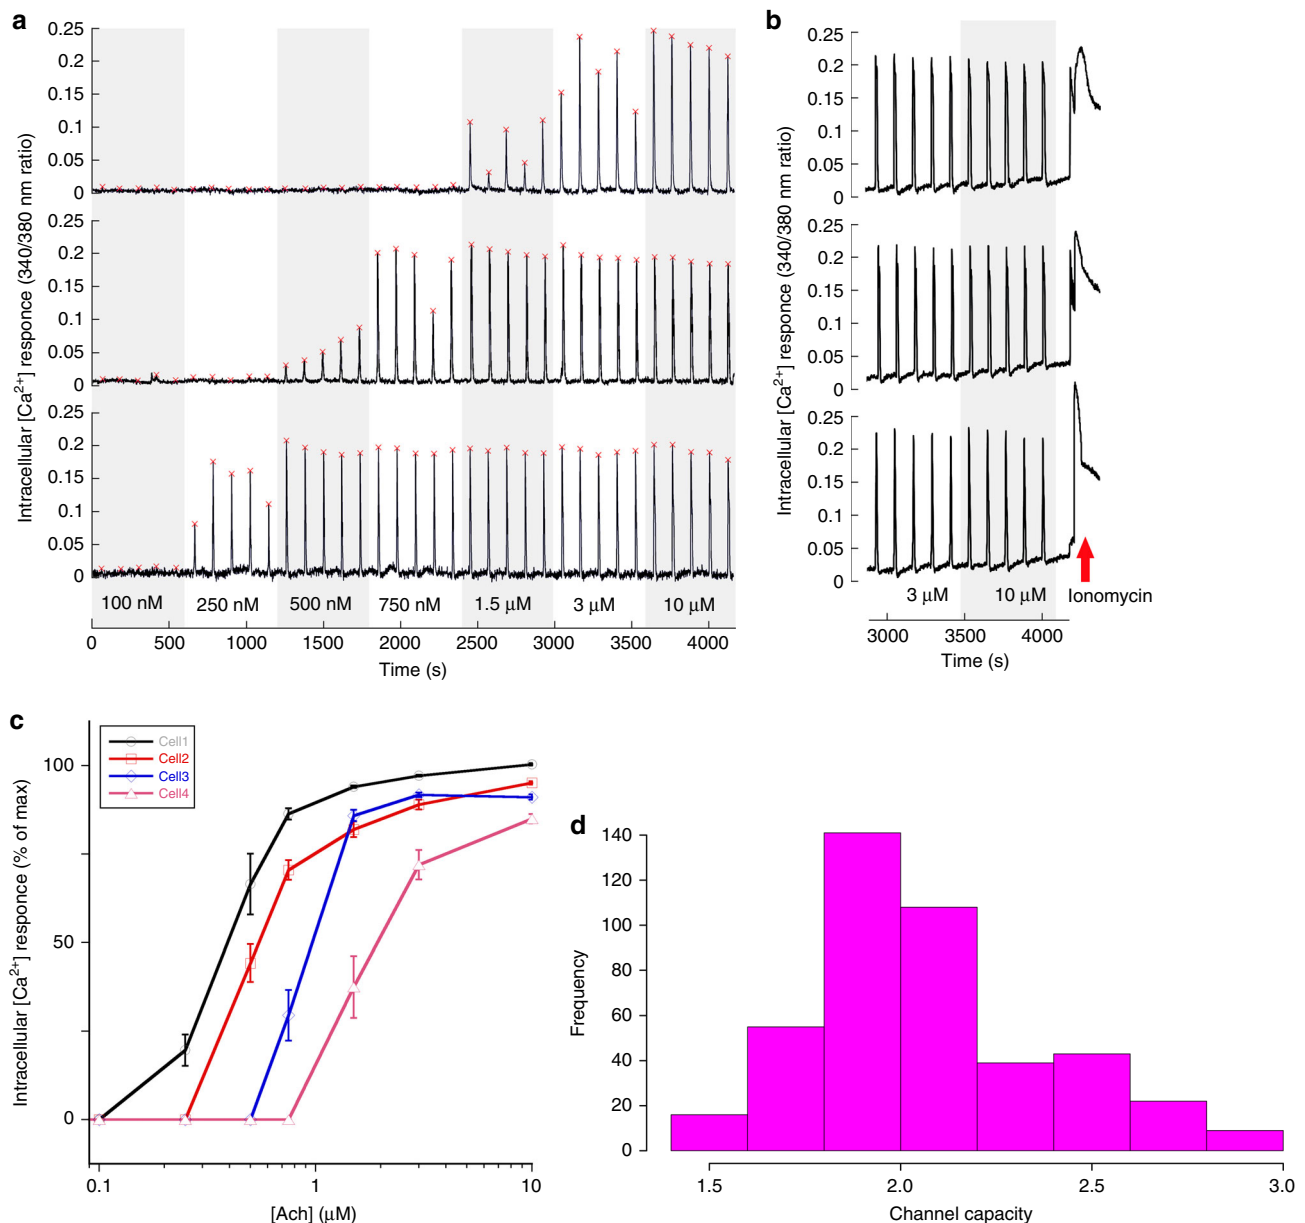 a
Intracellular [Ca2+] responce (340/380 nm ratio)
0.25
0.2
0.15
0.1
0.05
0
0.25
0.2
0.15
0.1
0.05
0
0.25
0.2
0.15
0.1
0.05
0
100 nM 250 nM 500 nM 750 nM 1.5 μM 3 μM 10 μM
0 500 1000 1500 2000 2500 3000 3500 4000
Time (s)
b
Intracellular [Ca2+] responce (340/380 nm ratio)
0.25
0.2
0.15
0.1
0.05
0
0.25
0.2
0.15
0.1
0.05
0
0.25
0.2
0.15
0.1
0.05
0
3 μM 10 μM Ionomycin
3000 3500 4000
Time (s)
c
Intracellular [Ca2+] responce (% of max)
Cell1
Cell2
Cell3
Cell4
100
50
0
0.1 1 10
[Ach] (μM)
d
Frequency
140
120
100
80
60
40
20
0
1.5 2.0 2.5 3.0
Channel capacity